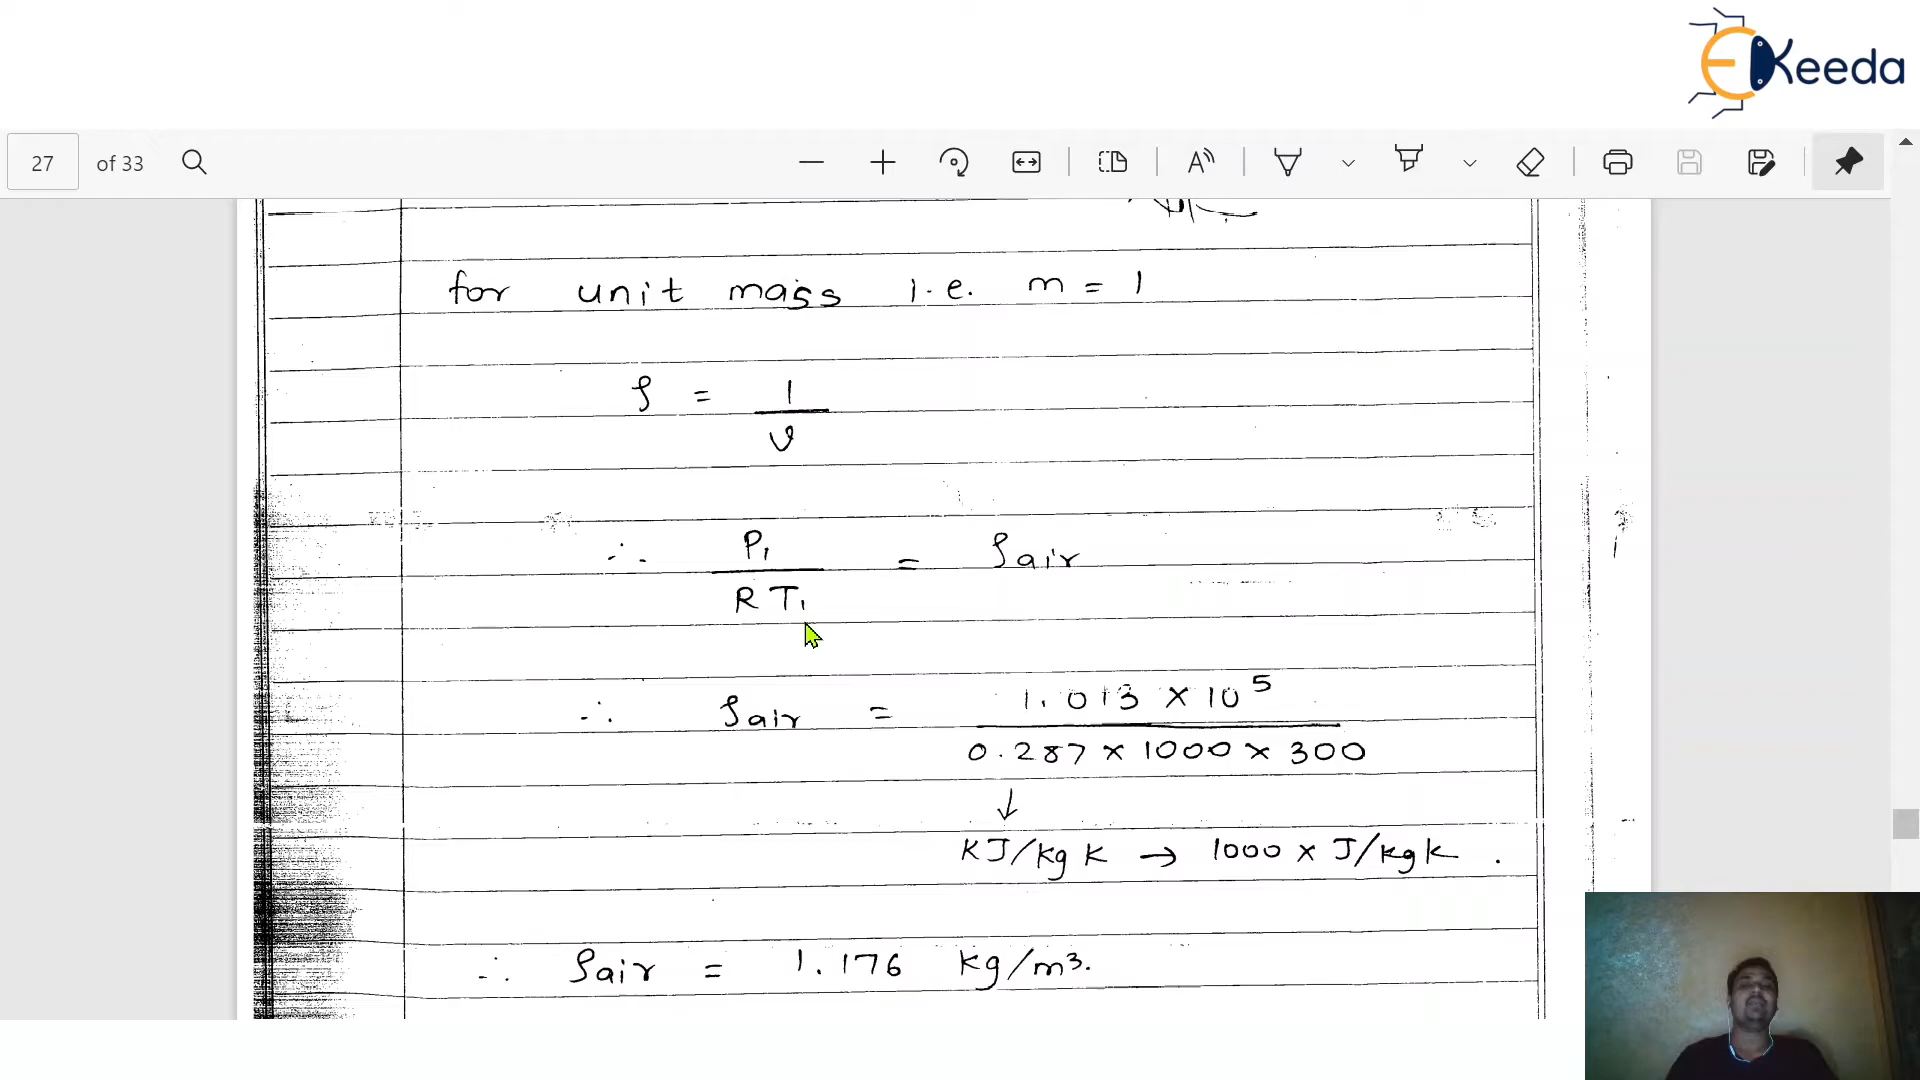 EKeeda
27 of 33
for unit mass i.e. m = 1
ρ = 1 / v
∴ P₁ / R T₁ = ρair
∴ ρair = 1.013 × 10⁵ / 0.287 × 1000 × 300
↓
KJ/kg K → 1000 × J/kg K .
∴ ρair = 1.176 kg/m³.